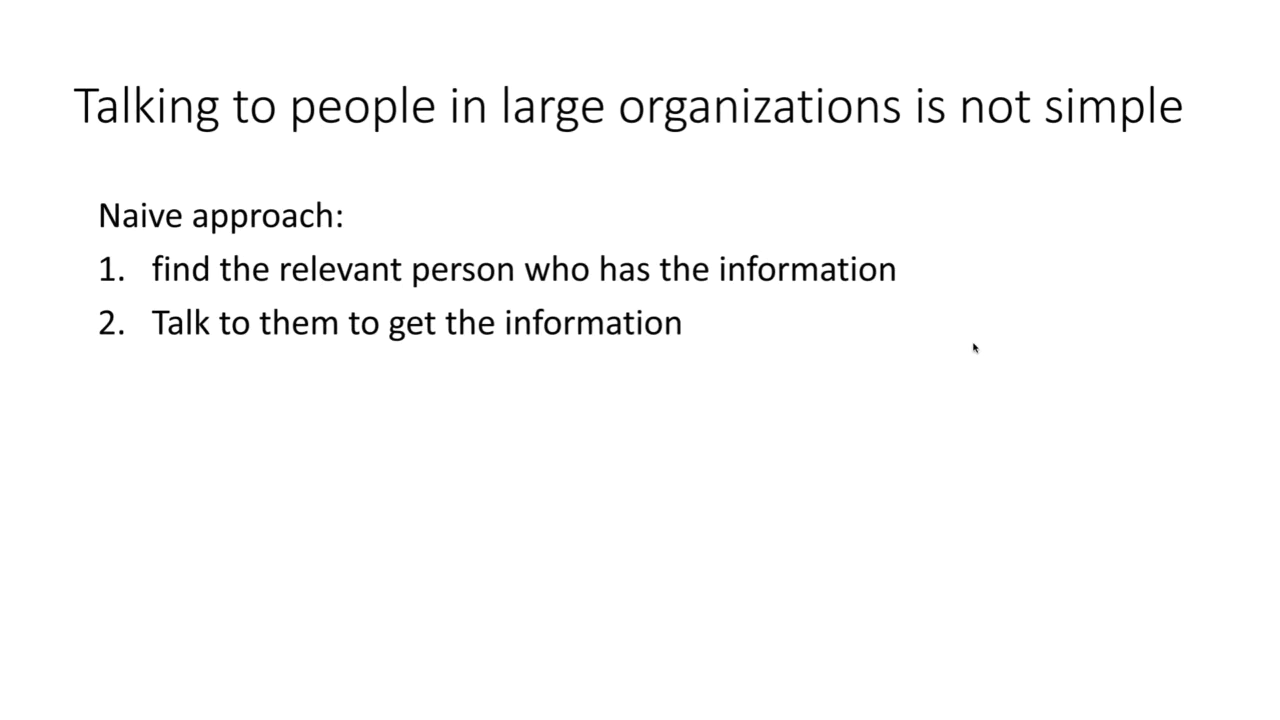 Talking to people in large organizations is not simple
Naive approach:
1. find the relevant person who has the information
2. Talk to them to get the information